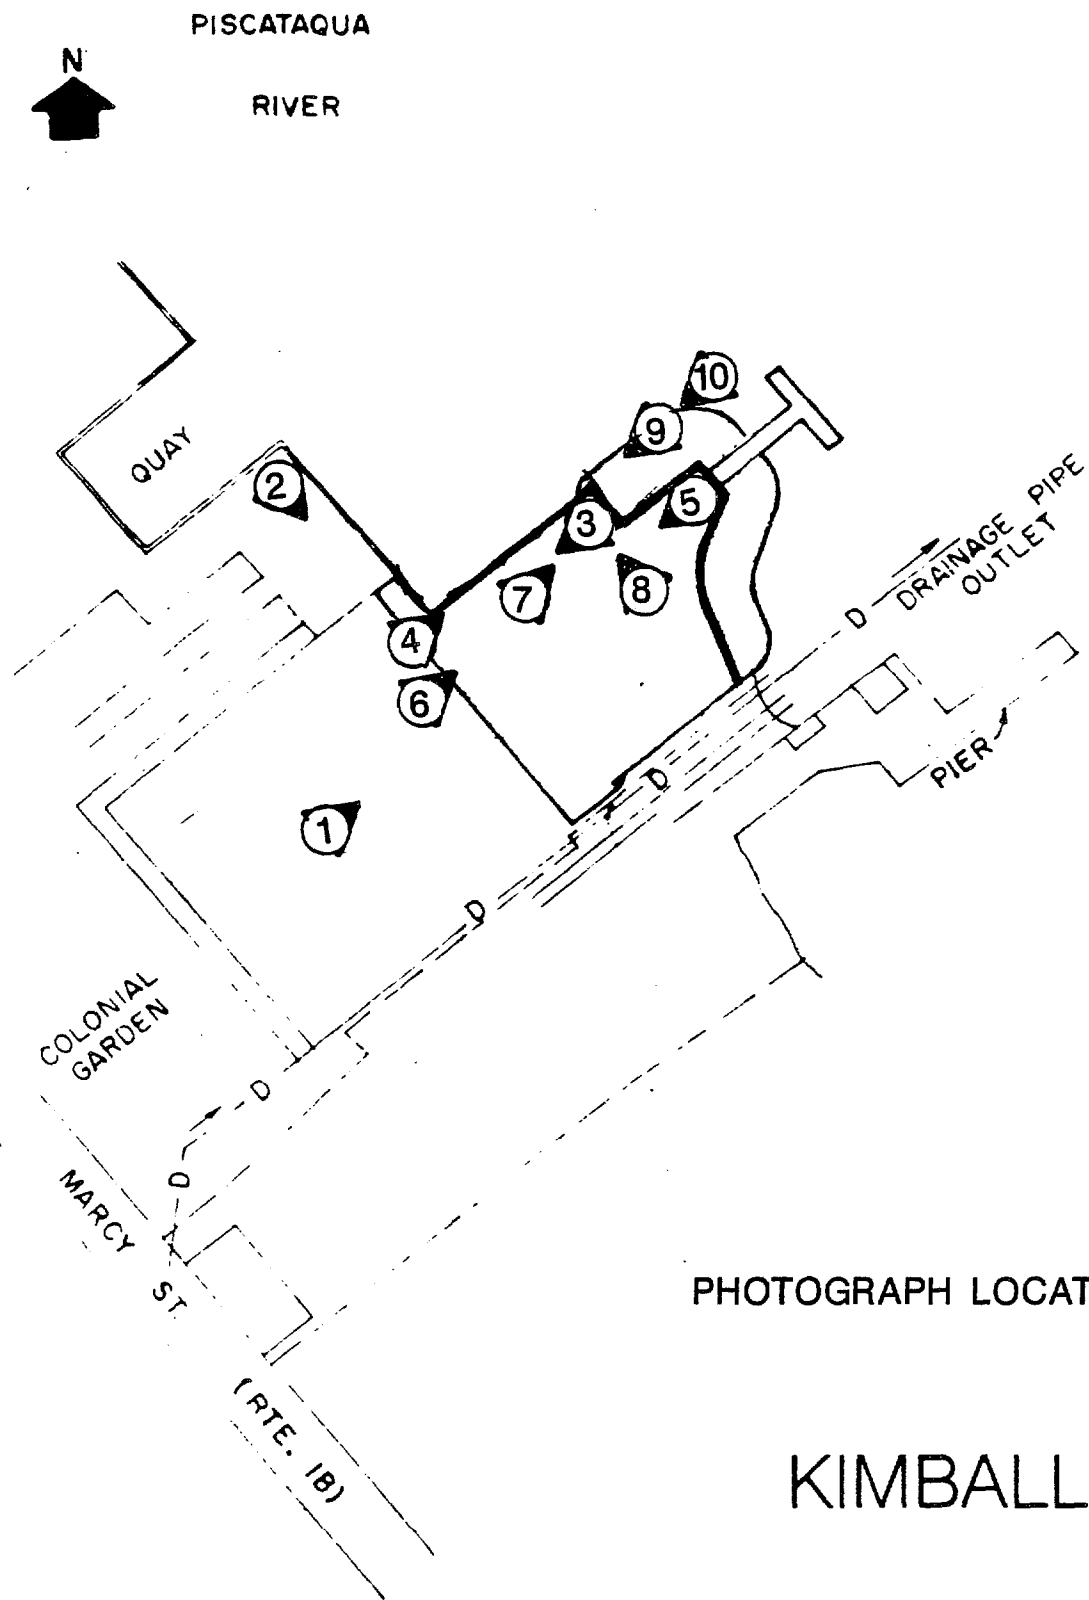 PISCATAQUA
N
RIVER
10
9
QUAY
2
5
3
DRAINAGE PIPE
OUTLET
8
7
D
4
6
PIER
D
1
D
COLONIAL
GARDEN
D
D
MARCY
ST.
PHOTOGRAPH LOCAT
(RTE. 1B)
KIMBALL